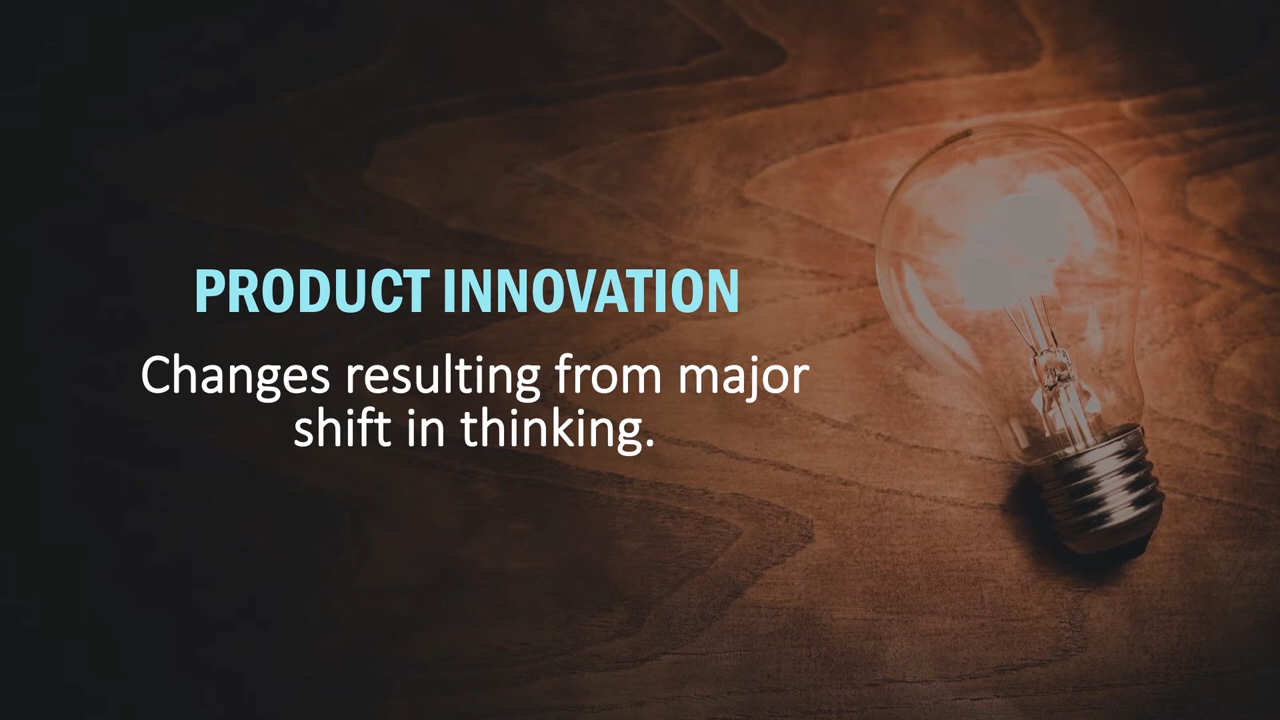 PRODUCT INNOVATION
Changes resulting from major
shift in thinking.